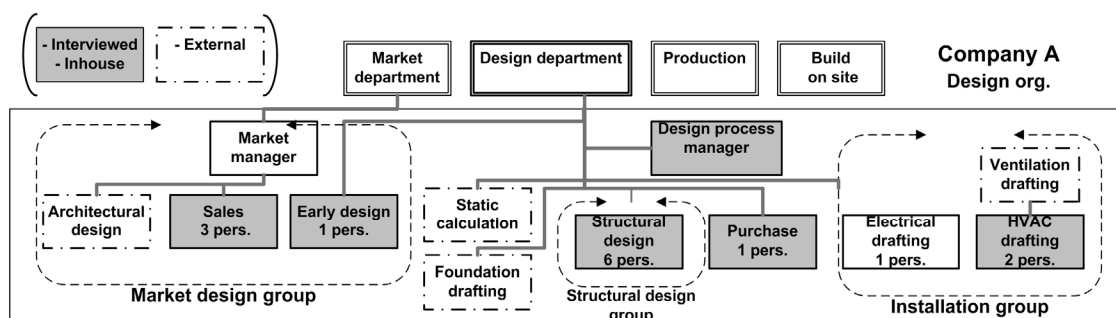 - Interviewed
- Inhouse
- External
Market
department
Design department
Production
Build
on site
Company A
Design org.
Market
manager
Design process
manager
Architectural
design
Sales
3 pers.
Early design
1 pers.
Static
calculation
Foundation
drafting
Structural
design
6 pers.
Purchase
1 pers.
Ventilation
drafting
Electrical
drafting
1 pers.
HVAC
drafting
2 pers.
Market design group
Structural design
group
Installation group